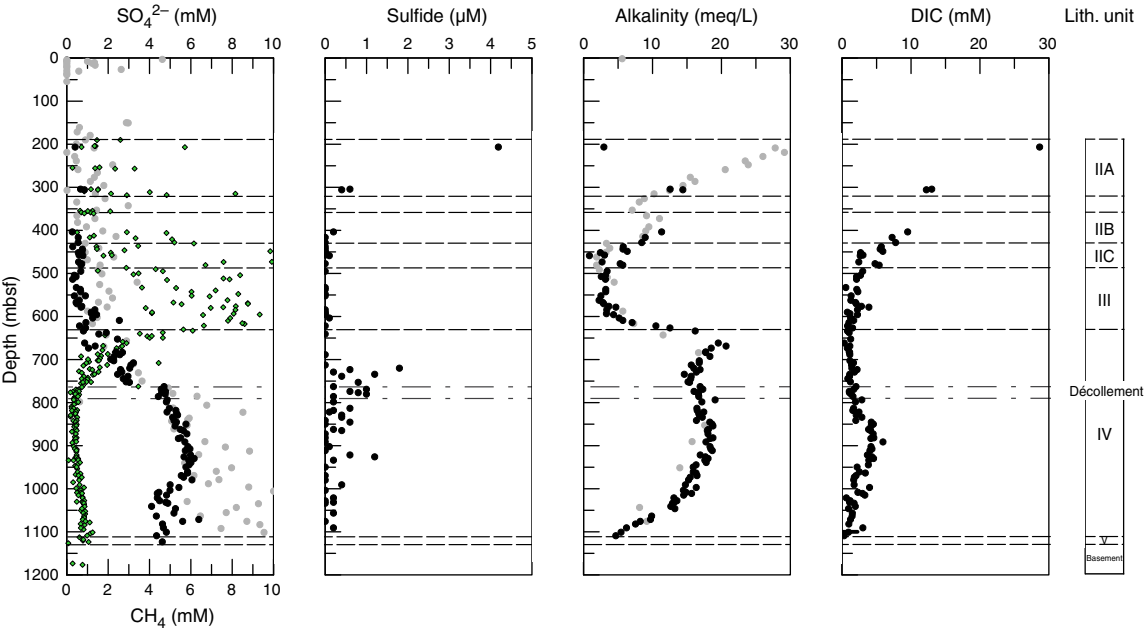 SO₄²⁻ (mM) Sulfide (µM) Alkalinity (meq/L) DIC (mM) Lith. unit
0 2 4 6 8 10 0 1 2 3 4 5 0 10 20 30 0 10 20 30
0
100
200 IIA
300
400 IIB
IIC
500
600 III
700
Décollement
800
900 IV
1000
1100 V
Basement
1200
0 2 4 6 8 10
CH₄ (mM)
Depth (mbsf)